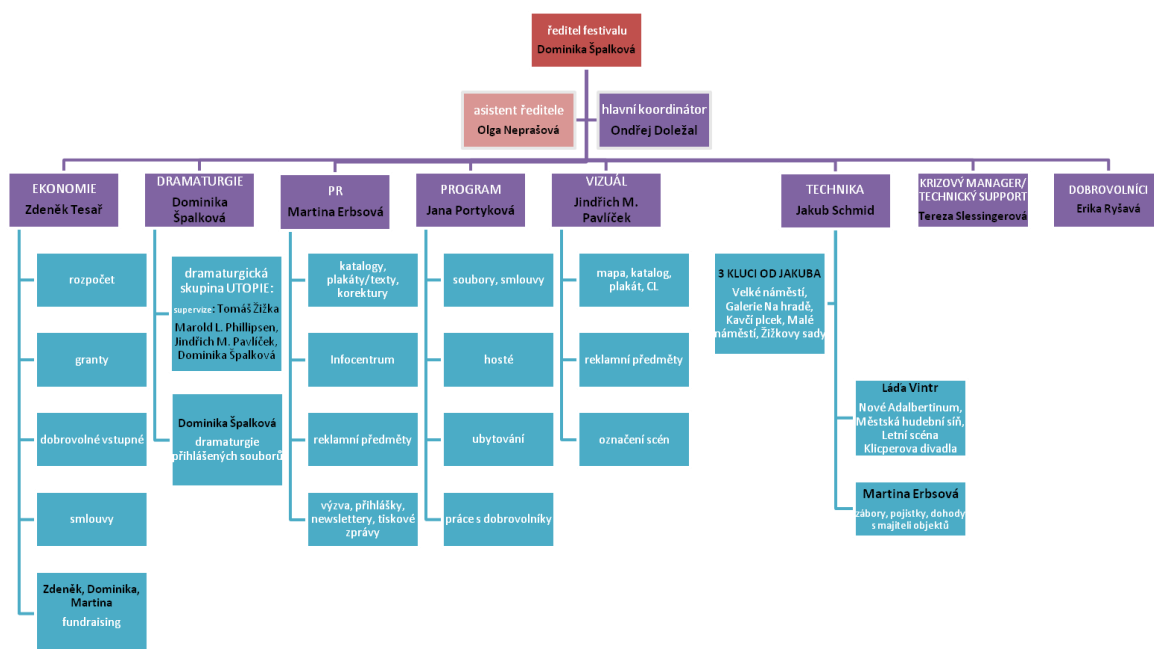 ředitel festivalu
Dominika Špalková
asistent ředitele
Olga Neprašová
hlavní koordinátor
Ondřej Doležal
EKONOMIE
Zdeněk Tesař
DRAMATURGIE
Dominika
Špalková
PR
Martina Erbsová
PROGRAM
Jana Portyková
VIZUÁL
Jindřich M.
Pavlíček
TECHNIKA
Jakub Schmid
KRIZOVÝ MANAGER/
TECHNICKÝ SUPPORT
Tereza Slessingerová
DOBROVOLNÍCI
Erika Ryšavá
rozpočet
granty
dobrovolné vstupné
smlouvy
Zdeněk, Dominika,
Martina
fundraising
dramaturgická
skupina UTOPIE:
supervize: Tomáš Žižka
Marold L. Phillipsen,
Jindřich M. Pavlíček,
Dominika Špalková
Dominika Špalková
dramaturgie
přihlášených souborů
katalogy,
plakáty/texty,
korektury
Infocentrum
reklamní předměty
výzva, přihlášky,
newslettery, tiskové
zprávy
soubory, smlouvy
hosté
ubytování
práce s dobrovolníky
mapa, katalog,
plakát, CL
reklamní předměty
označení scén
3 KLUCI OD JAKUBA
Velké náměstí,
Galerie Na hradě,
Kavčí plcek, Malé
náměstí, Žižkovy sady
Láďa Vintr
Nové Adalbertinum,
Městská hudební síň,
Letní scéna
Klicperova divadla
Martina Erbsová
zábory, pojistky, dohody
s majiteli objektů